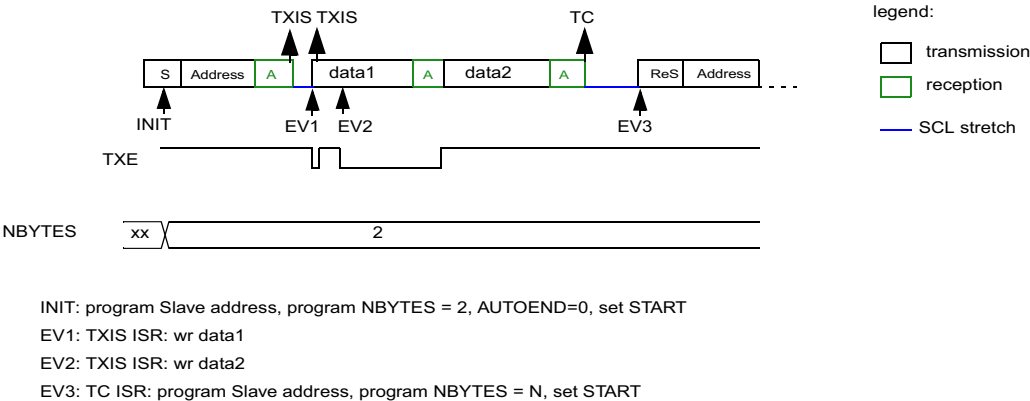 TXIS TXIS
TC
legend:
transmission
reception
SCL stretch
S
Address
A
data1
A
data2
A
ReS
Address
INIT
EV1
EV2
EV3
TXE
NBYTES
xx
2
INIT: program Slave address, program NBYTES = 2, AUTOEND=0, set START
EV1: TXIS ISR: wr data1
EV2: TXIS ISR: wr data2
EV3: TC ISR: program Slave address, program NBYTES = N, set START